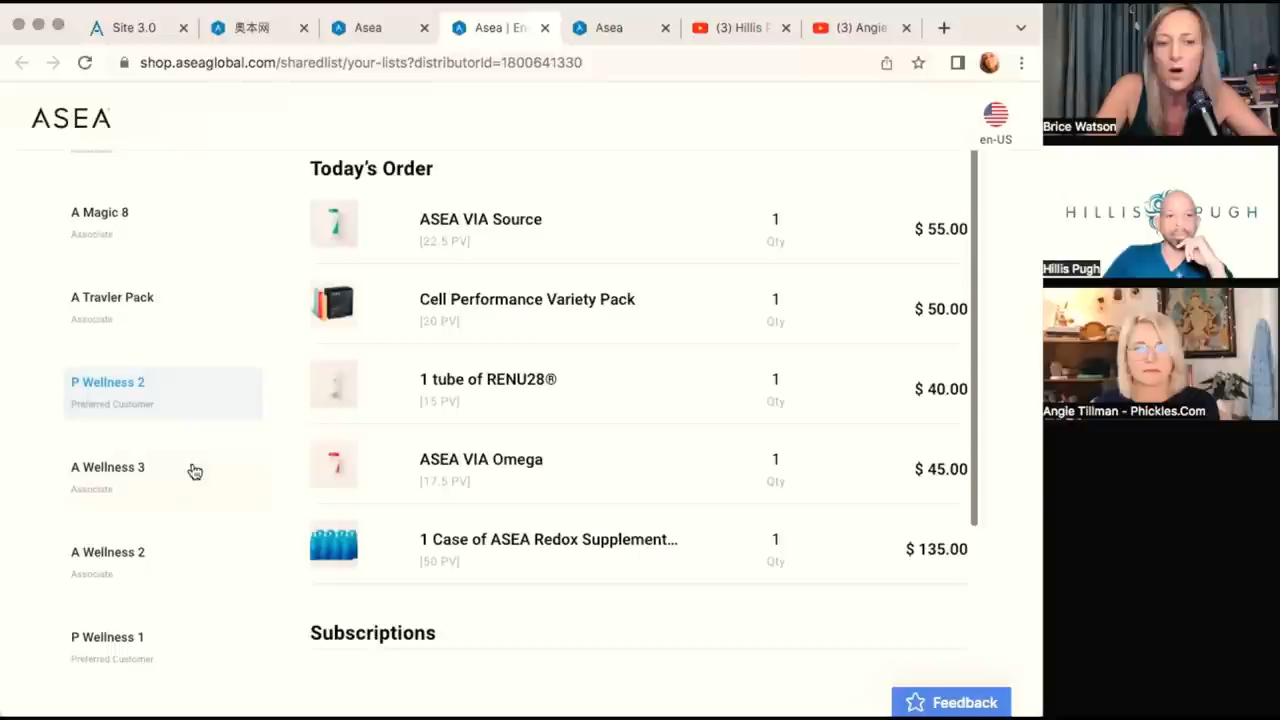 Site 3.0
奥本网
Asea
Asea | En
Asea
(3) Hillis P
(3) Angie
shop.aseaglobal.com/sharedlist/your-lists?distributorId=1800641330
ASEA
en-US
Associate
A Magic 8
Associate
A Travler Pack
Associate
P Wellness 2
Preferred Customer
A Wellness 3
Associate
A Wellness 2
Associate
P Wellness 1
Preferred Customer
Today's Order
ASEA VIA Source 1 $ 55.00
[22.5 PV] Qty
Cell Performance Variety Pack 1 $ 50.00
[20 PV] Qty
1 tube of RENU28® 1 $ 40.00
[15 PV] Qty
ASEA VIA Omega 1 $ 45.00
[17.5 PV] Qty
1 Case of ASEA Redox Supplement... 1 $ 135.00
[50 PV] Qty
Subscriptions
Feedback
Brice Watson
HILLIS PUGH
Hillis Pugh
Angie Tillman - Phickles.Com